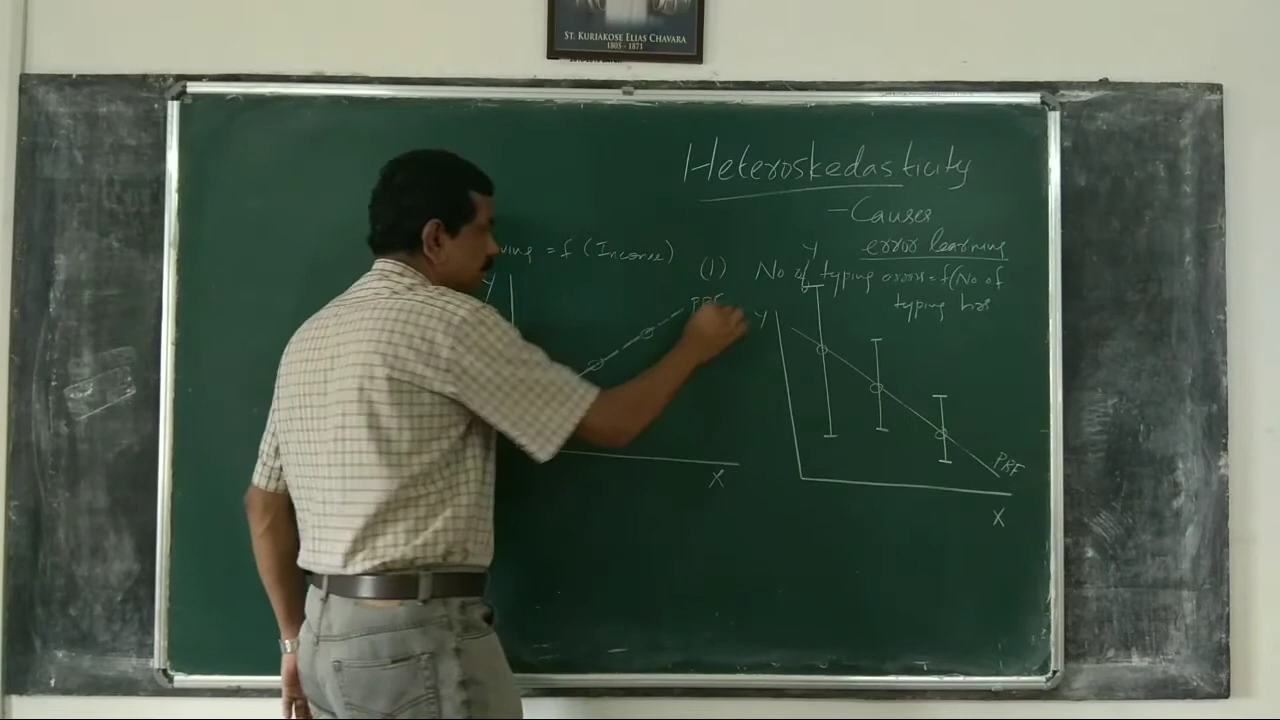 ST. KURIAKOSE ELIAS CHAVARA
1805 - 1871
Heteroskedasticity
- Causes
error learning
ving = f (Income)
(1) No of typing errors = f(No of
typing hrs
Y
Y
Y
PRF
X
PRF
X